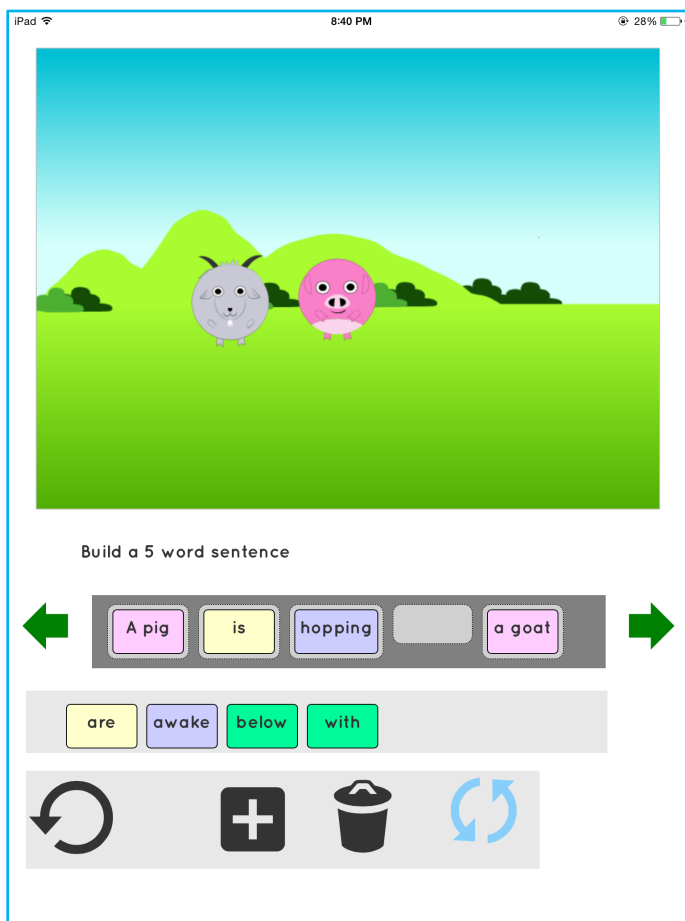 iPad 8:40 PM 28%
Build a 5 word sentence
A pig is hopping a goat
are awake below with